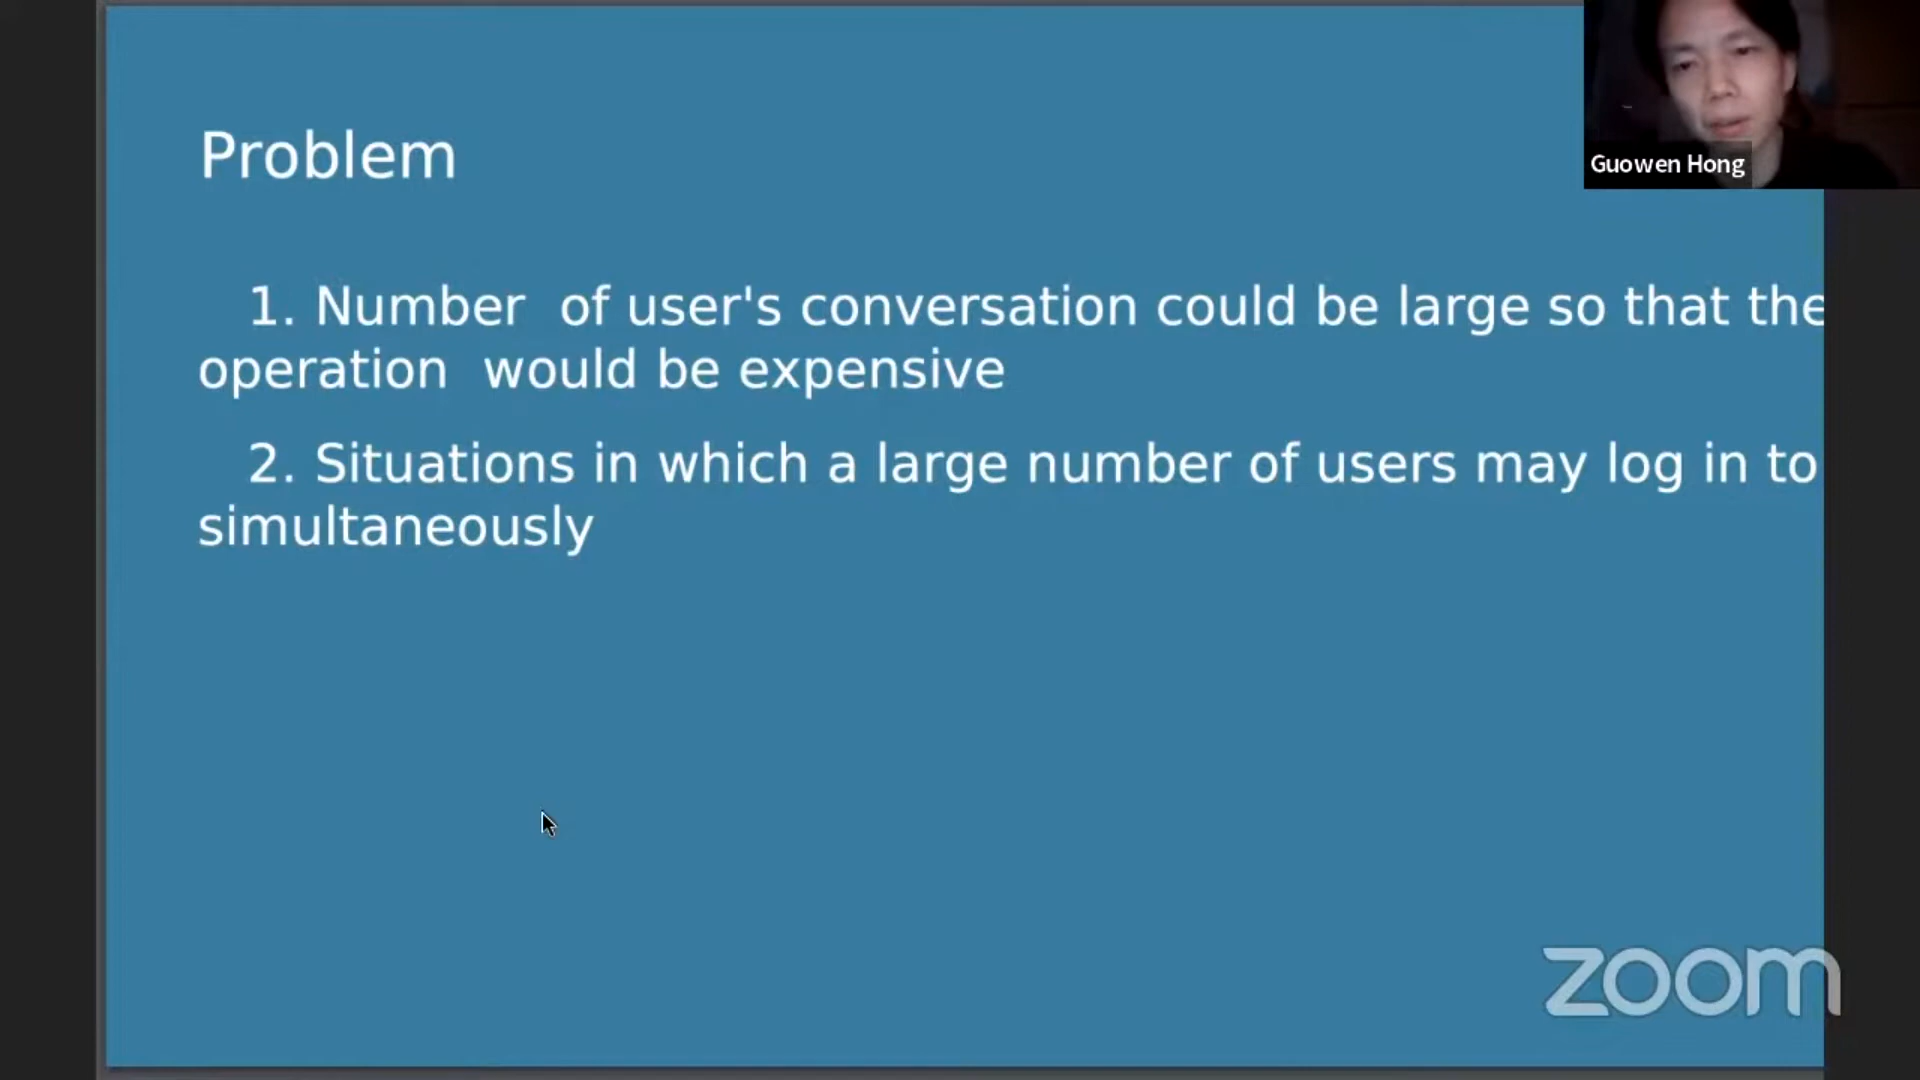 Problem
1. Number  of user's conversation could be large so that the
operation  would be expensive
2. Situations in which a large number of users may log in to
simultaneously
Guowen Hong
zoom